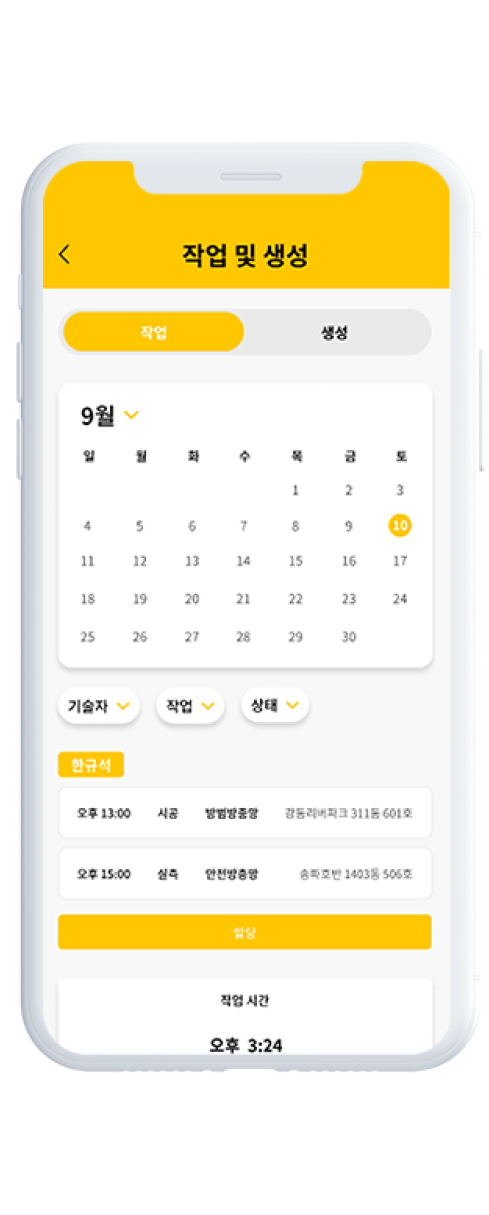 작업 및 생성
작업 생성
9월
일 월 화 수 목 금 토
1 2 3
4 5 6 7 8 9 10
11 12 13 14 15 16 17
18 19 20 21 22 23 24
25 26 27 28 29 30
기술자 작업 상태
한규석
오후 13:00 시공 방범방충망 강동리버파크 311동 601호
오후 15:00 실측 안전방충망 송파호반 1403동 506호
할당
작업 시간
오후 3:24